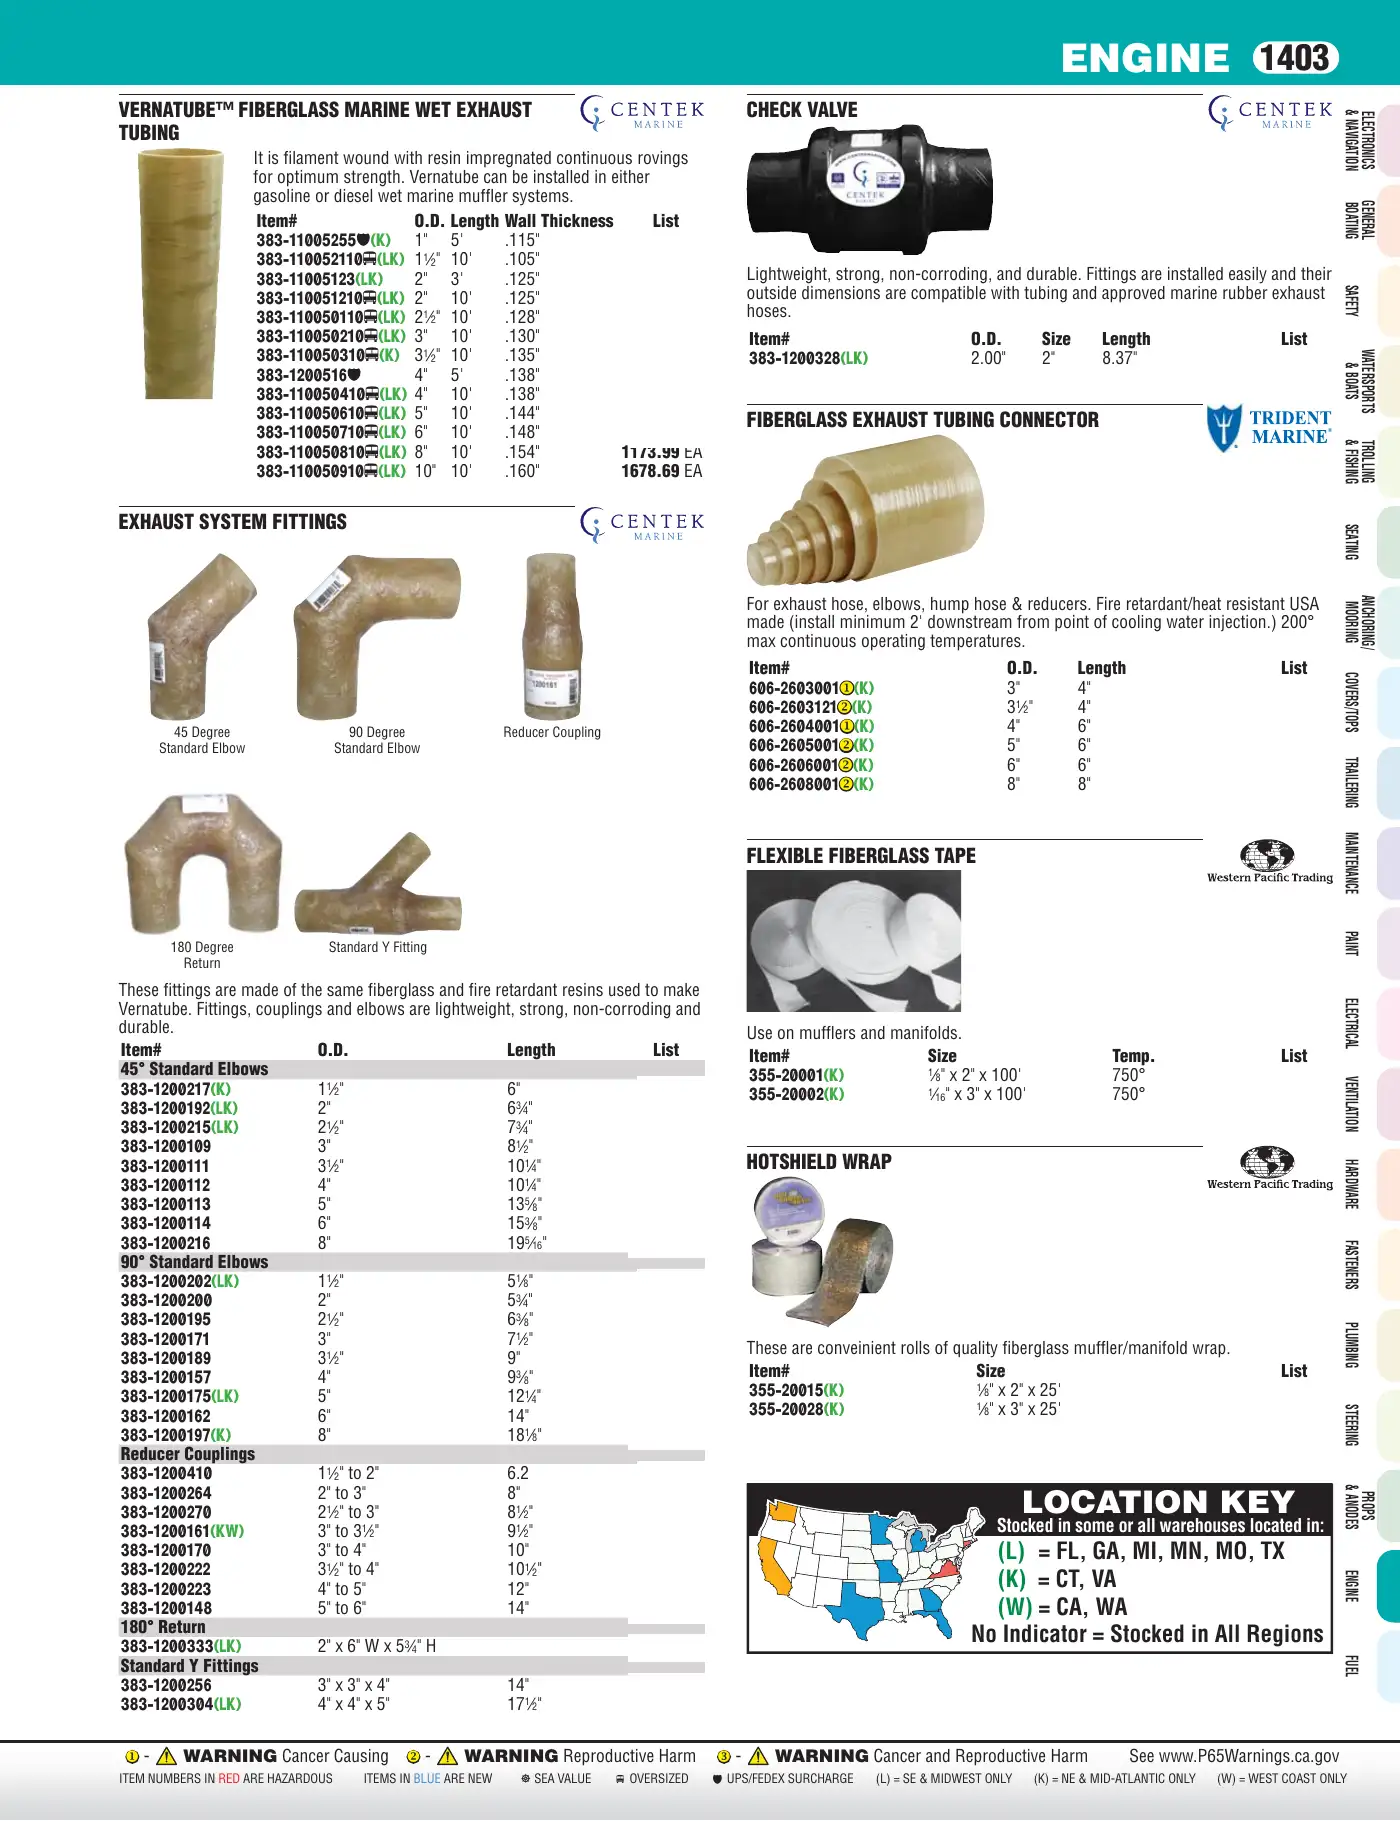 ENGINE 1403
VERNATUBE™ FIBERGLASS MARINE WET EXHAUST
TUBING
CENTEK
MARINE
It is filament wound with resin impregnated continuous rovings
for optimum strength. Vernatube can be installed in either
gasoline or diesel wet marine muffler systems.
Item# O.D. Length Wall Thickness List
383-11005255(K) 1" 5' .115"
383-110052110(LK) 1½" 10' .105"
383-11005123(LK) 2" 3' .125"
383-110051210(LK) 2" 10' .125"
383-110050110(LK) 2½" 10' .128"
383-110050210(LK) 3" 10' .130"
383-110050310(K) 3½" 10' .135"
383-1200516 4" 5' .138"
383-110050410(LK) 4" 10' .138"
383-110050610(LK) 5" 10' .144"
383-110050710(LK) 6" 10' .148"
383-110050810(LK) 8" 10' .154" 1173.99 EA
383-110050910(LK) 10" 10' .160" 1678.69 EA
EXHAUST SYSTEM FITTINGS
CENTEK
MARINE
1200161
45 Degree
Standard Elbow
90 Degree
Standard Elbow
Reducer Coupling
180 Degree
Return
Standard Y Fitting
These fittings are made of the same fiberglass and fire retardant resins used to make
Vernatube. Fittings, couplings and elbows are lightweight, strong, non-corroding and
durable.
Item# O.D. Length List
45° Standard Elbows
383-1200217(K) 1½" 6"
383-1200192(LK) 2" 6¾"
383-1200215(LK) 2½" 7¾"
383-1200109 3" 8½"
383-1200111 3½" 10¼"
383-1200112 4" 10¼"
383-1200113 5" 13⅝"
383-1200114 6" 15⅜"
383-1200216 8" 19⁵⁄₁₆"
90° Standard Elbows
383-1200202(LK) 1½" 5⅛"
383-1200200 2" 5¾"
383-1200195 2½" 6⅜"
383-1200171 3" 7½"
383-1200189 3½" 9"
383-1200157 4" 9⅜"
383-1200175(LK) 5" 12¼"
383-1200162 6" 14"
383-1200197(K) 8" 18⅛"
Reducer Couplings
383-1200410 1½" to 2" 6.2
383-1200264 2" to 3" 8"
383-1200270 2½" to 3" 8½"
383-1200161(KW) 3" to 3½" 9½"
383-1200170 3" to 4" 10"
383-1200222 3½" to 4" 10½"
383-1200223 4" to 5" 12"
383-1200148 5" to 6" 14"
180° Return
383-1200333(LK) 2" x 6" W x 5¾" H
Standard Y Fittings
383-1200256 3" x 3" x 4" 14"
383-1200304(LK) 4" x 4" x 5" 17½"
CHECK VALVE
CENTEK
MARINE
CENTEK
Lightweight, strong, non-corroding, and durable. Fittings are installed easily and their
outside dimensions are compatible with tubing and approved marine rubber exhaust
hoses.
Item# O.D. Size Length List
383-1200328(LK) 2.00" 2" 8.37"
FIBERGLASS EXHAUST TUBING CONNECTOR
TRIDENT
MARINE®
For exhaust hose, elbows, hump hose & reducers. Fire retardant/heat resistant USA
made (install minimum 2' downstream from point of cooling water injection.) 200°
max continuous operating temperatures.
Item# O.D. Length List
606-2603001①(K) 3" 4"
606-2603121②(K) 3½" 4"
606-2604001①(K) 4" 6"
606-2605001②(K) 5" 6"
606-2606001②(K) 6" 6"
606-2608001②(K) 8" 8"
FLEXIBLE FIBERGLASS TAPE
Western Pacific Trading
Use on mufflers and manifolds.
Item# Size Temp. List
355-20001(K) ⅛" x 2" x 100' 750°
355-20002(K) ¹⁄₁₆" x 3" x 100' 750°
HOTSHIELD WRAP
Western Pacific Trading
These are conveinient rolls of quality fiberglass muffler/manifold wrap.
Item# Size List
355-20015(K) ⅛" x 2" x 25'
355-20028(K) ⅛" x 3" x 25'
LOCATION KEY
Stocked in some or all warehouses located in:
(L) = FL, GA, MI, MN, MO, TX
(K) = CT, VA
(W) = CA, WA
No Indicator = Stocked in All Regions
ELECTRONICS
& NAVIGATION
GENERAL
BOATING
SAFETY
WATERSPORTS
& BOATS
TROLLING
& FISHING
SEATING
ANCHORING/
MOORING
COVERS/TOPS
TRAILERING
MAINTENANCE
PAINT
ELECTRICAL
VENTILATION
HARDWARE
FASTENERS
PLUMBING
STEERING
PROPS
& ANODES
ENGINE
FUEL
① - WARNING Cancer Causing ② - WARNING Reproductive Harm ③ - WARNING Cancer and Reproductive Harm See www.P65Warnings.ca.gov
ITEM NUMBERS IN RED ARE HAZARDOUS ITEMS IN BLUE ARE NEW SEA VALUE OVERSIZED UPS/FEDEX SURCHARGE (L) = SE & MIDWEST ONLY (K) = NE & MID-ATLANTIC ONLY (W) = WEST COAST ONLY